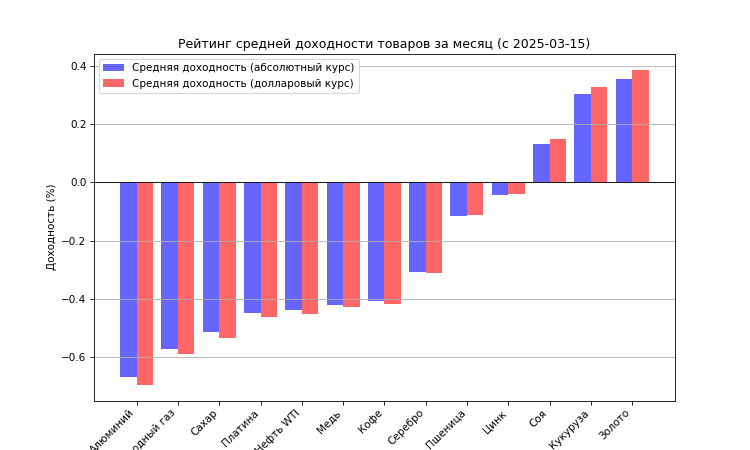 Рейтинг средней доходности товаров за месяц (с 2025-03-15)
Средняя доходность (абсолютный курс)
Средняя доходность (долларовый курс)
Доходность (%)
0.4
0.2
0.0
−0.2
−0.4
−0.6
Алюминий
газ
Сахар
Платина
Нефть WTI
Медь
Кофе
Серебро
Пшеница
Цинк
Соя
Кукуруза
Золото